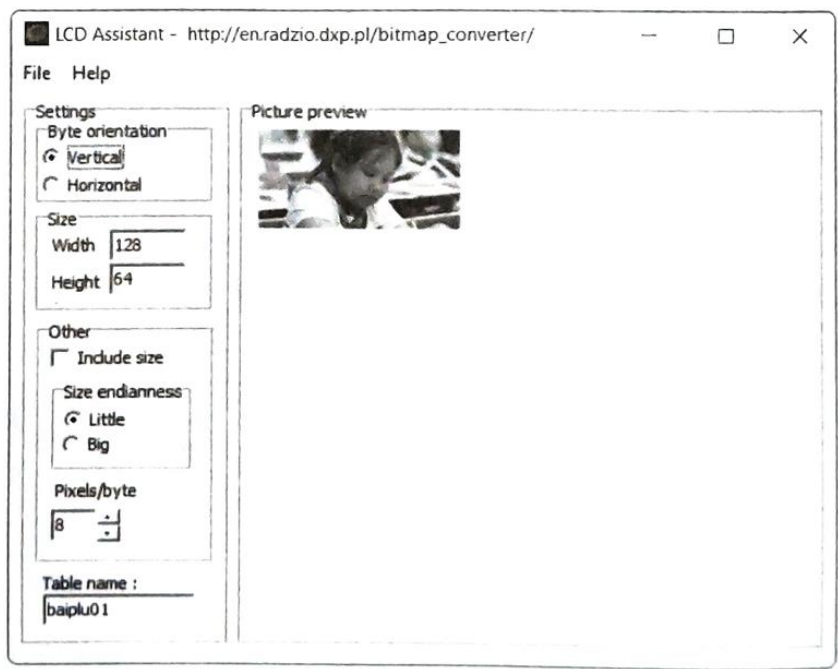 LCD Assistant - http://en.radzio.dxp.pl/bitmap_converter/
File Help
Settings
Byte orientation
Vertical
Horizontal
Size
Width 128
Height 64
Other
Include size
Size endianness
Little
Big
Pixels/byte
8
Table name :
baiplu01
Picture preview